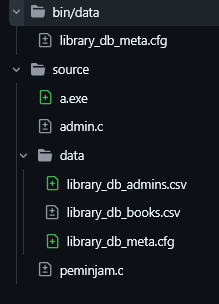 bin/data
library_db_meta.cfg
source
a.exe
admin.c
data
library_db_admins.csv
library_db_books.csv
library_db_meta.cfg
peminjam.c